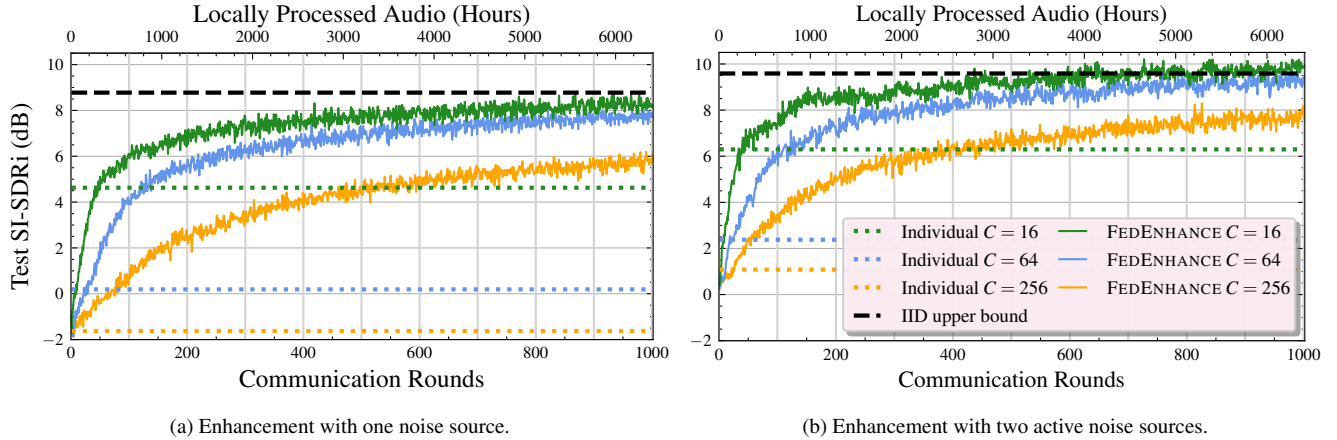 Locally Processed Audio (Hours)
0 1000 2000 3000 4000 5000 6000
10
8
6
4
2
0
−2
Test SI-SDRi (dB)
0 200 400 600 800 1000
Communication Rounds
(a) Enhancement with one noise source.
Locally Processed Audio (Hours)
0 1000 2000 3000 4000 5000 6000
10
8
6
4
2
0
−2
Individual C = 16 FEDENHANCE C = 16
Individual C = 64 FEDENHANCE C = 64
Individual C = 256 FEDENHANCE C = 256
IID upper bound
0 200 400 600 800 1000
Communication Rounds
(b) Enhancement with two active noise sources.